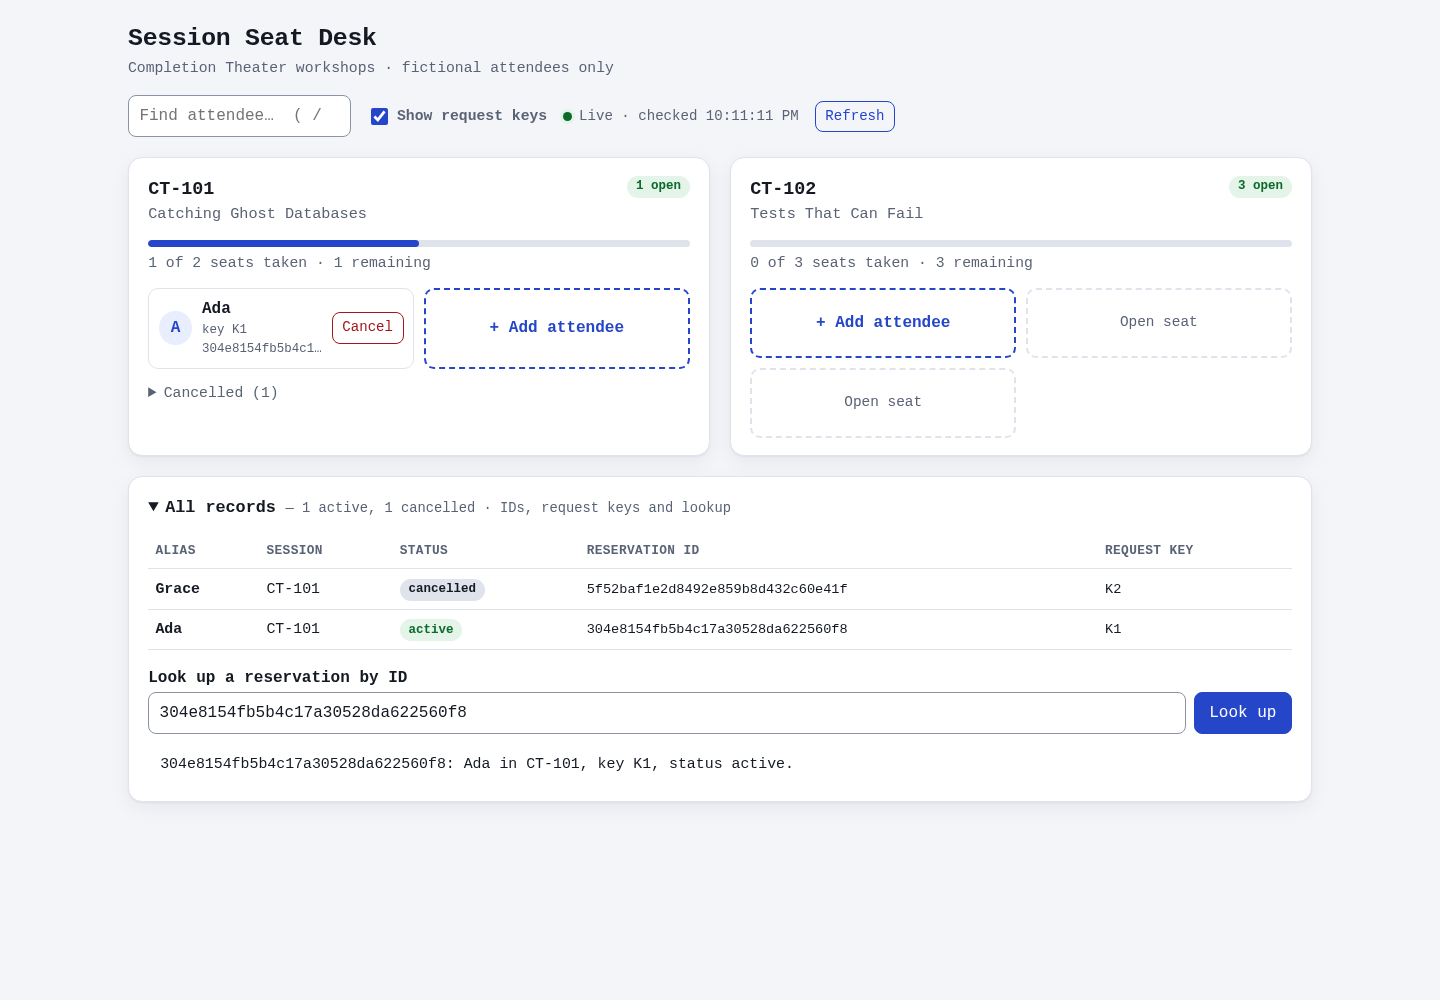 Session Seat Desk
Completion Theater workshops · fictional attendees only
Find attendee… ( /
Show request keys
Live · checked 10:11:11 PM
Refresh
CT-101
1 open
Catching Ghost Databases
1 of 2 seats taken · 1 remaining
A
Ada
key K1
304e8154fb5b4c1…
Cancel
+ Add attendee
Cancelled (1)
CT-102
3 open
Tests That Can Fail
0 of 3 seats taken · 3 remaining
+ Add attendee
Open seat
Open seat
All records — 1 active, 1 cancelled · IDs, request keys and lookup
ALIAS SESSION STATUS RESERVATION ID REQUEST KEY
Grace CT-101 cancelled 5f52baf1e2d8492e859b8d432c60e41f K2
Ada CT-101 active 304e8154fb5b4c17a30528da622560f8 K1
Look up a reservation by ID
304e8154fb5b4c17a30528da622560f8
Look up
304e8154fb5b4c17a30528da622560f8: Ada in CT-101, key K1, status active.